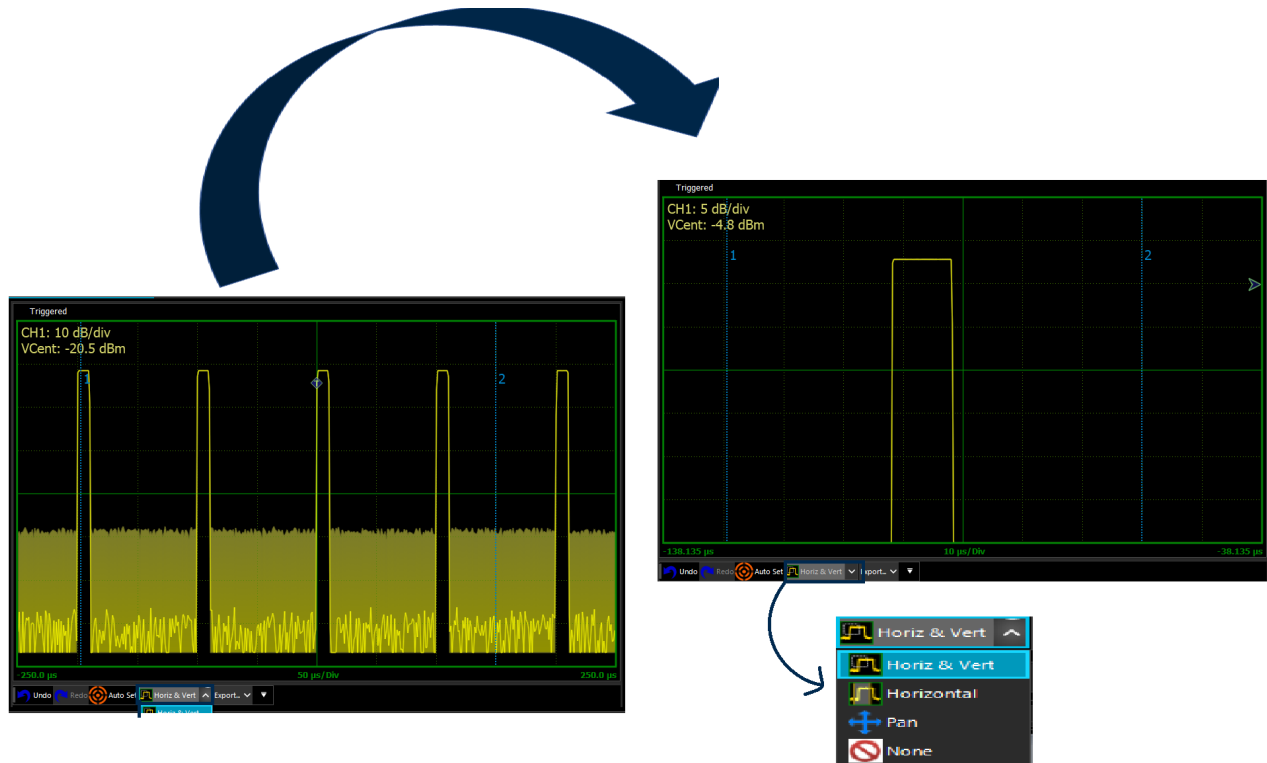 Triggered
CH1: 10 dB/div
VCent: -20.5 dBm
1
2
-250.0 µs
50 µs/Div
250.0 µs
Undo
Redo
Auto Set
Horiz & Vert
Export...
Horiz & Vert
Triggered
CH1: 5 dB/div
VCent: -4.8 dBm
1
2
-138.135 µs
10 µs/Div
-38.135 µs
Undo
Redo
Auto Set
Horiz & Vert
Export...
Horiz & Vert
Horiz & Vert
Horizontal
Pan
None